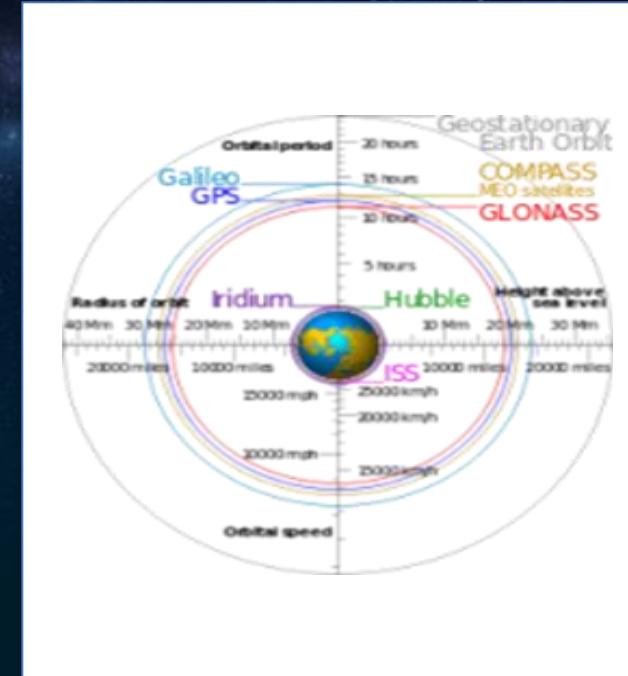 Geostationary
Earth Orbit
Orbital period
20 hours
Galileo
15 hours
COMPASS
MEO satellites
GPS
10 hours
GLONASS
5 hours
Radius of orbit
Iridium
Hubble
Height above
sea level
40 Mm 30 Mm 20 Mm 10 Mm 10 Mm 20 Mm 30 Mm
20000 miles 10000 miles 10000 miles 20000 miles
ISS
15000 mph
25000 km/h
20000 km/h
10000 mph
15000 km/h
Orbital speed